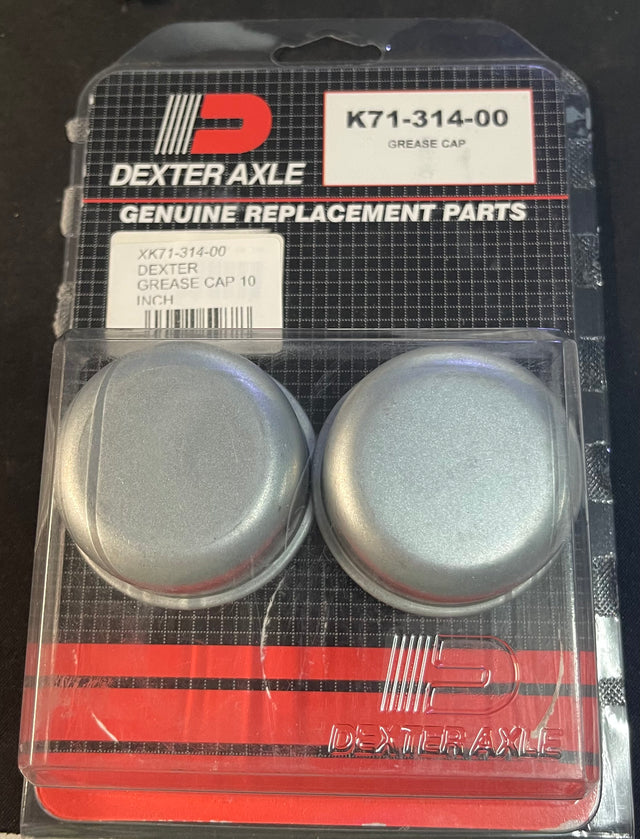 K71-314-00
GREASE CAP
DEXTER AXLE
GENUINE REPLACEMENT PARTS
XK71-314-00
DEXTER
GREASE CAP 10
INCH
DEXTER AXLE